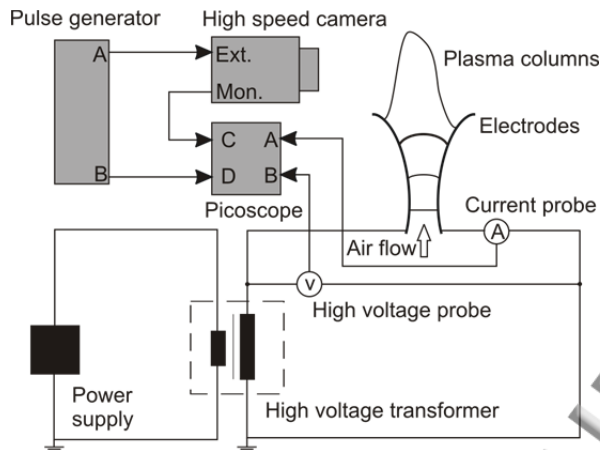 Pulse generator
High speed camera
A
Ext.
Mon.
Plasma columns
Electrodes
C
A
B
D
B
Picoscope
Current probe
A
Air flow
V
High voltage probe
Power
supply
High voltage transformer